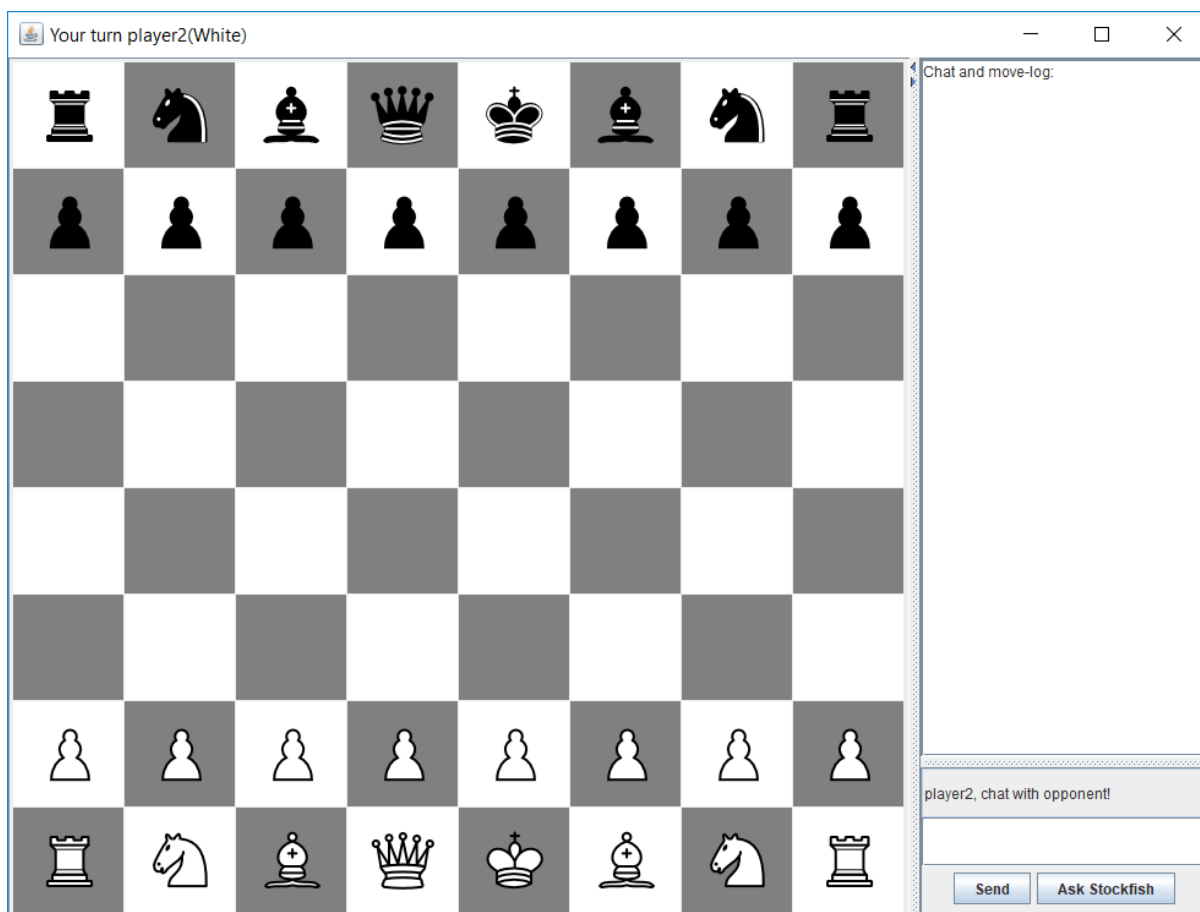 Your turn player2(White)
Chat and move-log:
player2, chat with opponent!
Send
Ask Stockfish